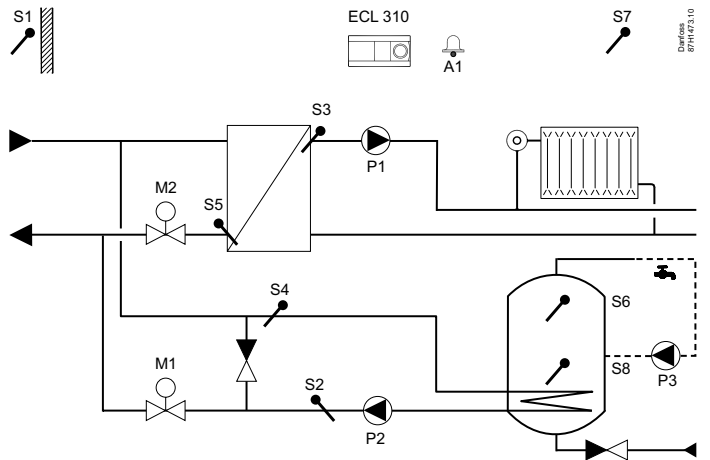 S1
ECL 310
A1
S7
Danfoss
87H1473.10
S3
P1
M2
S5
S4
S6
M1
S2
P2
S8
P3